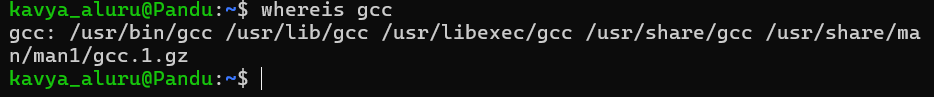 kavya_aluru@Pandu:~$ whereis gcc
gcc: /usr/bin/gcc /usr/lib/gcc /usr/libexec/gcc /usr/share/gcc /usr/share/ma
n/man1/gcc.1.gz
kavya_aluru@Pandu:~$